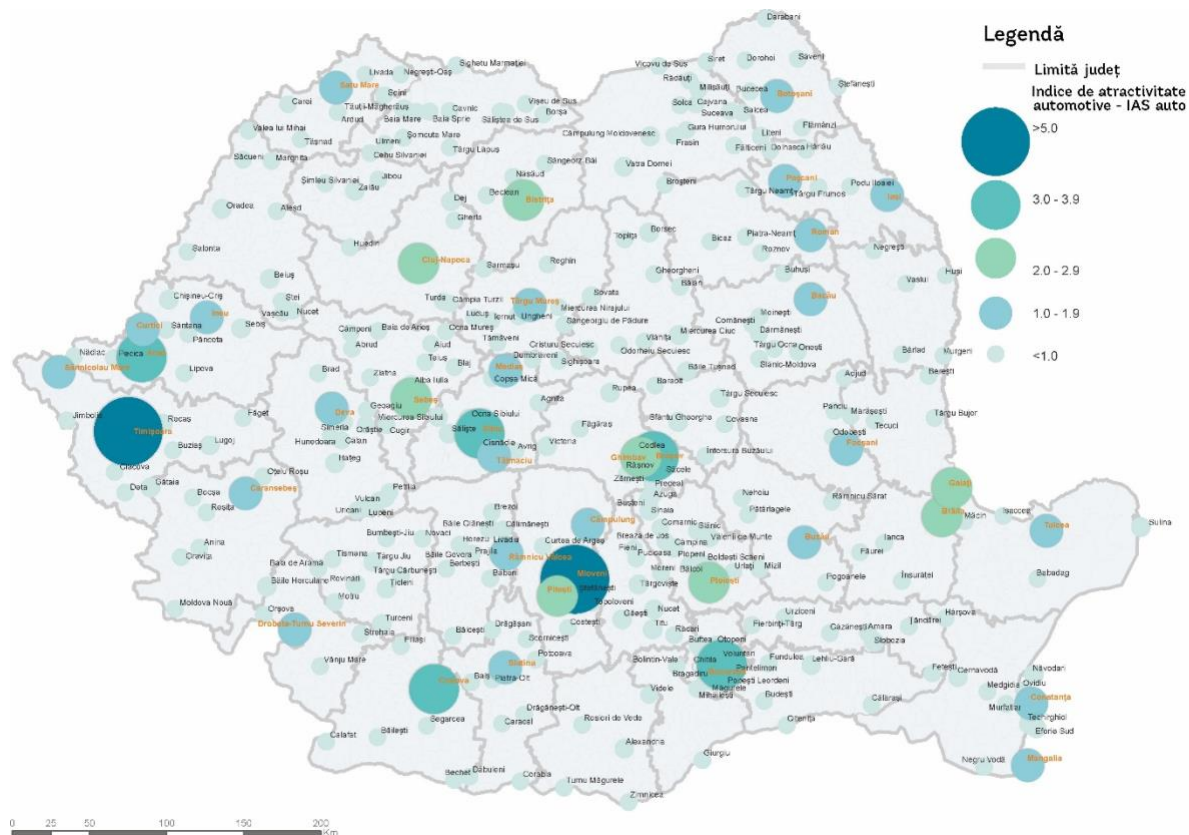 Legendă
Limită județ
Indice de atractivitate
automotive - IAS auto
>5.0
3.0 - 3.9
2.0 - 2.9
1.0 - 1.9
<1.0
Darabani
Sighetu Marmației
Vicovu de Sus
Siret
Dorohoi
Săveni
Livada
Negrești-Oaș
Rădăuți
Milișăuți
Bucecea
Ștefănești
Satu Mare
Seini
Vișeu de Sus
Solca
Cajvana
Botoșani
Carei
Tăuții-Măgherăuș
Cavnic
Borșa
Suceava
Salcea
Ardud
Baia Mare
Baia Sprie
Săliștea de Sus
Gura Humorului
Flămânzi
Valea lui Mihai
Tășnad
Ulmeni
Șomcuta Mare
Câmpulung Moldovenesc
Frasin
Liteni
Cehu Silvaniei
Târgu Lăpuș
Fălticeni
Dolhasca
Hârlău
Săcueni
Marghita
Sângeorz-Băi
Vatra Dornei
Șimleu Silvaniei
Jibou
Năsăud
Broșteni
Pașcani
Podu Iloaiei
Zalău
Beclean
Târgu Neamț
Târgu Frumos
Iași
Oradea
Aleșd
Dej
Bistrița
Gherla
Borsec
Piatra-Neamț
Roman
Huedin
Toplița
Bicaz
Roznov
Negrești
Salonta
Cluj-Napoca
Sărmașu
Reghin
Gheorgheni
Buhuși
Vaslui
Huși
Beiuș
Bălan
Chișineu-Criș
Ștei
Turda
Câmpia Turzii
Târgu Mureș
Sovata
Bacău
Vașcău
Nucet
Luduș
Iernut
Ungheni
Miercurea Nirajului
Moinești
Curtici
Ineu
Sebiș
Câmpeni
Baia de Arieș
Ocna Mureș
Sângeorgiu de Pădure
Comănești
Sântana
Pâncota
Abrud
Aiud
Târnăveni
Cristuru Secuiesc
Vlăhița
Miercurea Ciuc
Dărmănești
Nădlac
Pecica
Arad
Teiuș
Blaj
Dumbrăveni
Sighișoara
Odorheiu Secuiesc
Târgu Ocna
Onești
Bârlad
Murgeni
Sânnicolau Mare
Lipova
Brad
Zlatna
Mediaș
Copșa Mică
Băile Tușnad
Slănic-Moldova
Alba Iulia
Rupea
Baraolt
Adjud
Berești
Geoagiu
Sebeș
Agnita
Târgu Secuiesc
Panciu
Mărășești
Jimbolia
Recaș
Făget
Deva
Miercurea Sibiului
Ocna Sibiului
Făgăraș
Sfântu Gheorghe
Covasna
Tecuci
Târgu Bujor
Timișoara
Simeria
Orăștie
Cugir
Săliște
Sibiu
Odobești
Buziaș
Lugoj
Hunedoara
Călan
Cisnădie
Avrig
Victoria
Codlea
Ghimbav
Brașov
Întorsura Buzăului
Focșani
Hațeg
Tălmaciu
Râșnov
Săcele
Ciacova
Oțelu Roșu
Zărnești
Predeal
Galați
Deta
Gătaia
Petrila
Azuga
Nehoiu
Râmnicu Sărat
Bocșa
Caransebeș
Vulcan
Brezoi
Bușteni
Sinaia
Pătârlagele
Brăila
Măcin
Isaccea
Reșița
Uricani
Lupeni
Câmpulung
Comarnic
Slănic
Tulcea
Sulina
Bumbești-Jiu
Novaci
Băile Olănești
Călimănești
Breaza de Jos
Vălenii de Munte
Buzău
Ianca
Anina
Horezu
Curtea de Argeș
Fieni
Câmpina
Făurei
Oravița
Tismana
Târgu Jiu
Băile Govora
Râmnicu Vâlcea
Pucioasa
Plopeni
Boldești Scăeni
Baia de Aramă
Berbești
Mioveni
Moreni
Băicoi
Urlați
Mizil
Băile Herculane
Rovinari
Târgu Cărbunești
Băbeni
Ștefănești
Târgoviște
Ploiești
Pogoanele
Însurăței
Babadag
Moldova Nouă
Motru
Țicleni
Pitești
Topoloveni
Orșova
Turceni
Drăgășani
Costești
Găești
Nucet
Urziceni
Hârșova
Drobeta-Turnu Severin
Strehaia
Bălcești
Scornicești
Titu
Răcari
Fierbinți-Târg
Căzănești
Amara
Țăndărei
Filiași
Buftea
Otopeni
Slobozia
Vânju Mare
Potcoava
Bolintin-Vale
Chitila
Voluntari
Fundulea
Lehliu-Gară
Slatina
Bragadiru
București
Pantelimon
Fetești
Cernavodă
Năvodari
Craiova
Balș
Piatra Olt
Popești Leordeni
Medgidia
Ovidiu
Videle
Măgurele
Mihăilești
Budești
Călărași
Constanța
Segarcea
Drăgănești-Olt
Murfatlar
Calafat
Băilești
Caracal
Roșiori de Vede
Oltenița
Techirghiol
Alexandria
Giurgiu
Eforie Sud
Bechet
Dăbuleni
Corabia
Turnu Măgurele
Negru Vodă
Mangalia
Zimnicea
0 25 50 100 150 200
Km